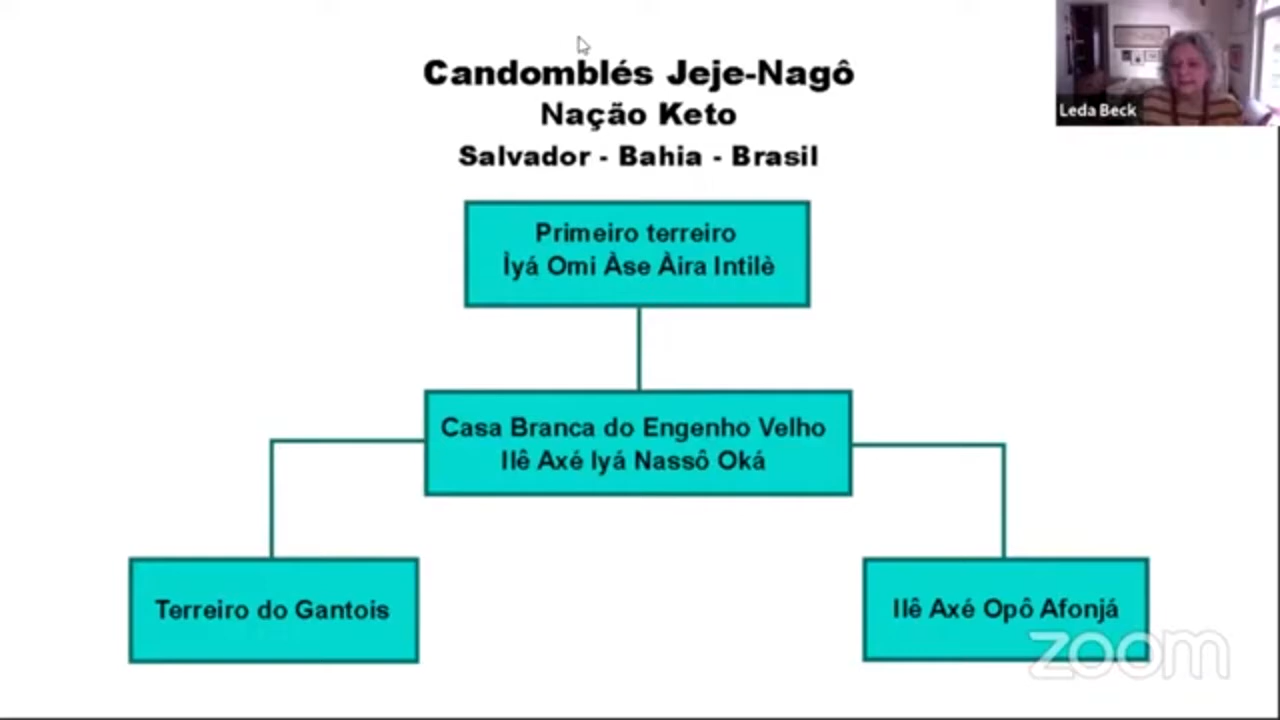 Candomblés Jeje-Nagô
Nação Keto
Salvador - Bahia - Brasil
Leda Beck
Primeiro terreiro
Ìyá Omi Àse Àira Intilè
Casa Branca do Engenho Velho
Ilê Axé Iyá Nassô Oká
Terreiro do Gantois
Ilê Axé Opô Afonjá
zoom